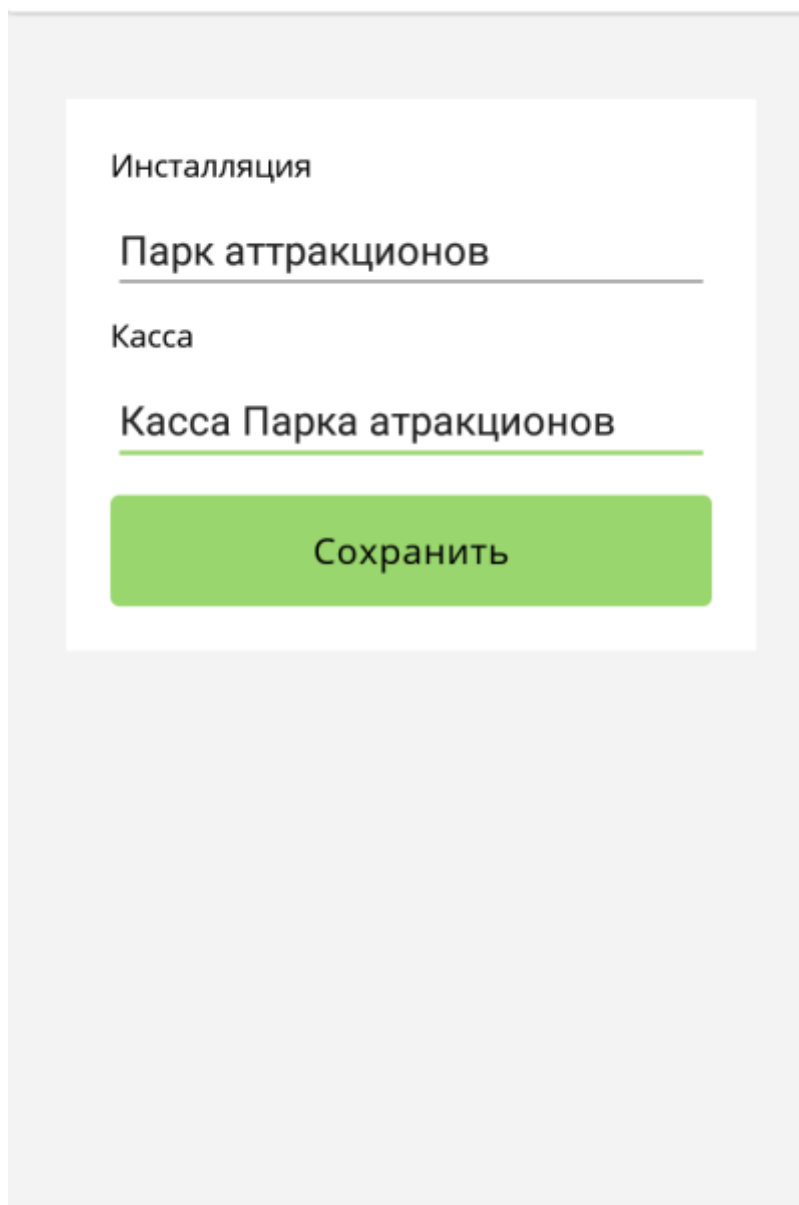 Инсталляция
Парк аттракционов
Касса
Касса Парка атракционов
Сохранить